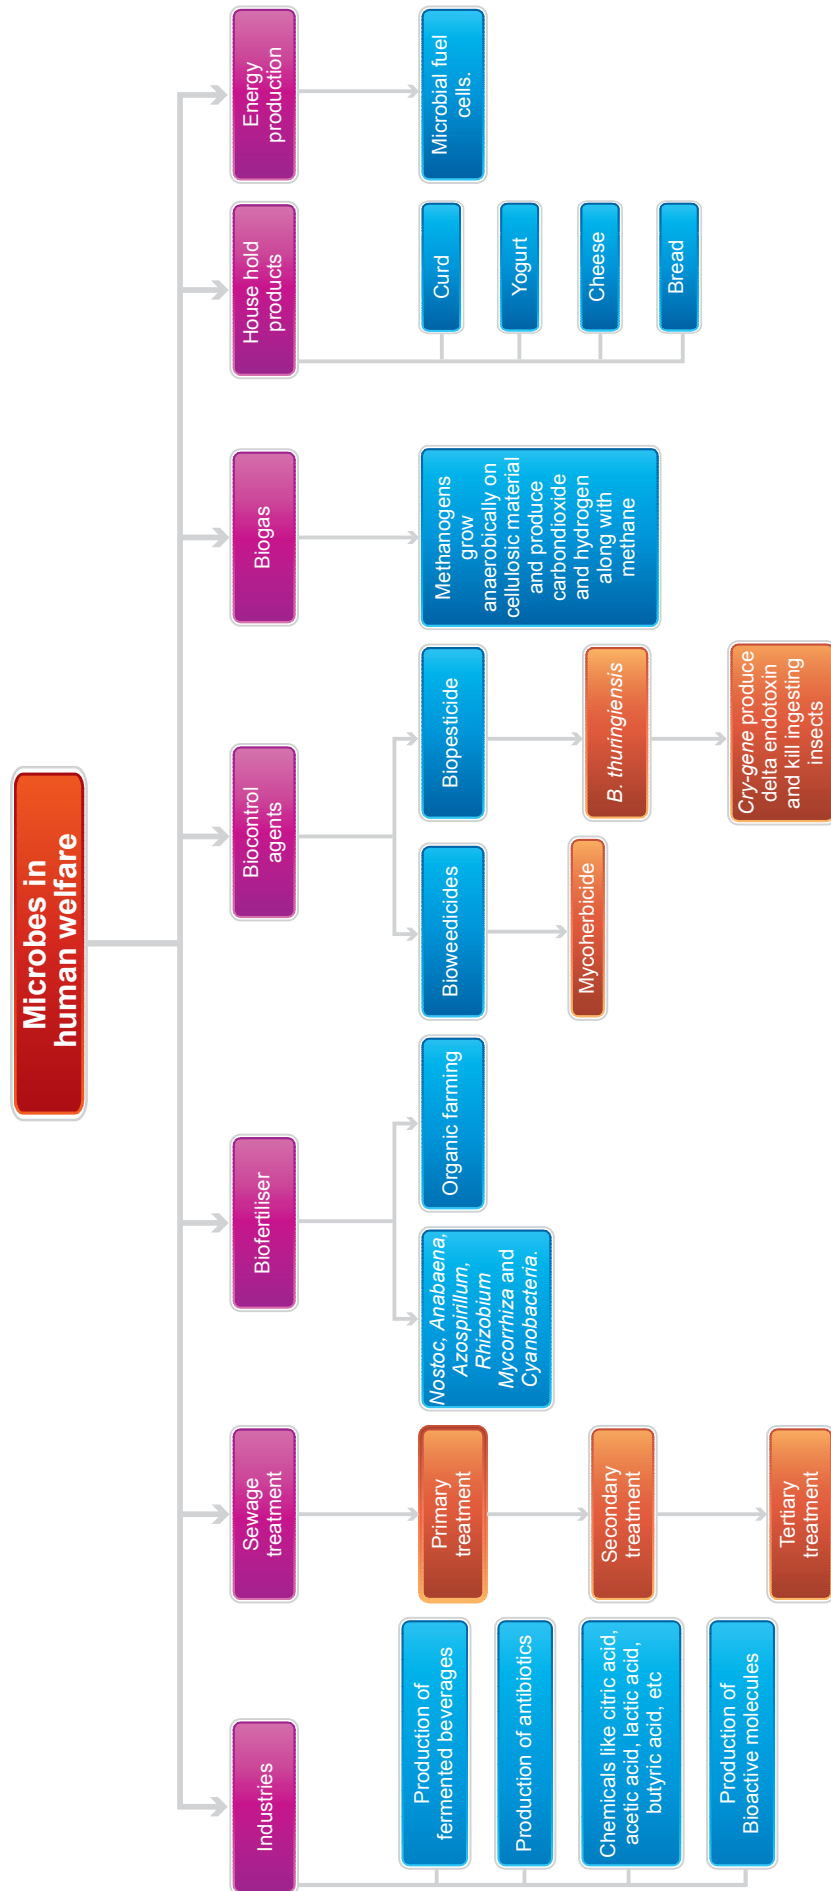 Microbes in
human welfare
Industries
Production of
fermented beverages
Production of antibiotics
Chemicals like citric acid,
acetic acid, lactic acid,
butyric acid, etc
Production of
Bioactive molecules
Sewage
treatment
Primary
treatment
Secondary
treatment
Tertiary
treatment
Biofertiliser
Nostoc, Anabaena,
Azospirillum,
Rhizobium
Mycorrhiza and
Cyanobacteria.
Organic farming
Biocontrol
agents
Bioweedicides
Mycoherbicide
Biopesticide
B. thuringiensis
Cry-gene produce
delta endotoxin
and kill ingesting
insects
Biogas
Methanogens
grow
anaerobically on
cellulosic material
and produce
carbondioxide
and hydrogen
along with
methane
House hold
products
Curd
Yogurt
Cheese
Bread
Energy
production
Microbial fuel
cells.